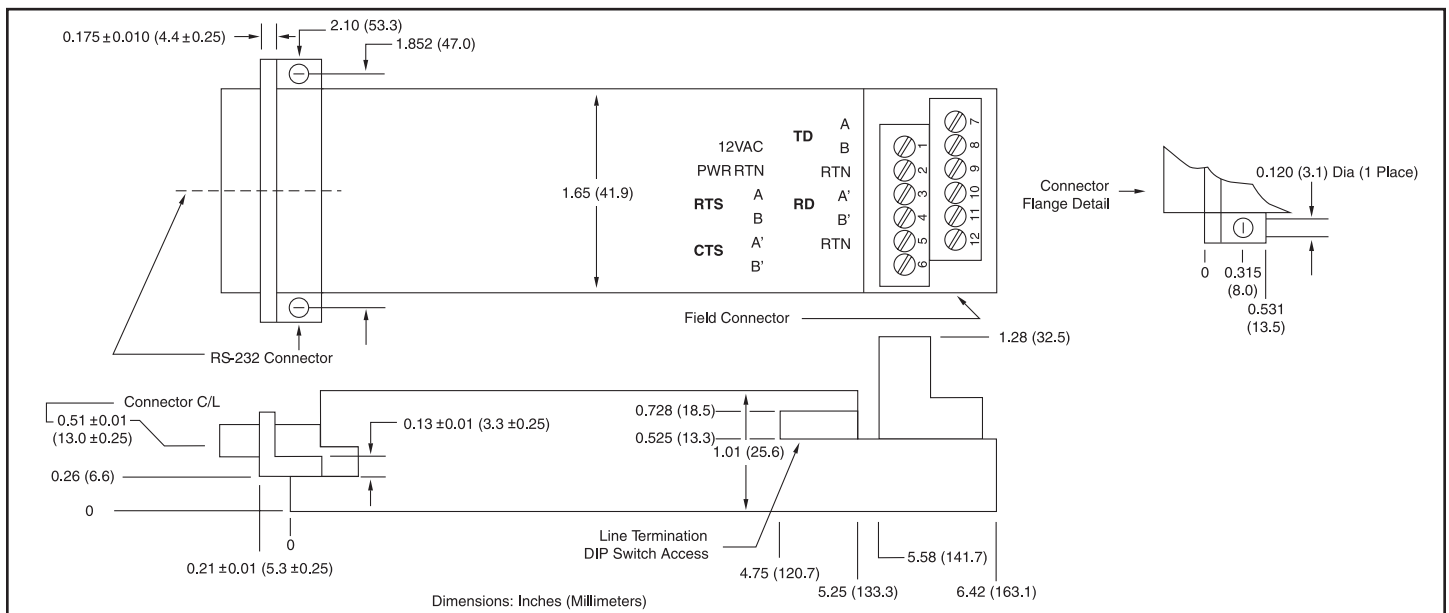 0.175 ±0.010 (4.4 ±0.25)
2.10 (53.3)
1.852 (47.0)
1.65 (41.9)
12VAC
PWR RTN
RTS
A
B
CTS
A'
B'
TD
A
B
RTN
RD
A'
B'
RTN
1
2
3
4
5
6
7
8
9
10
11
12
Connector
Flange Detail
0.120 (3.1) Dia (1 Place)
0
0.315
(8.0)
0.531
(13.5)
Field Connector
RS-232 Connector
1.28 (32.5)
Connector C/L
0.51 ±0.01
(13.0 ±0.25)
0.13 ±0.01 (3.3 ±0.25)
0.728 (18.5)
0.525 (13.3)
1.01 (25.6)
0.26 (6.6)
0
0
0.21 ±0.01 (5.3 ±0.25)
Line Termination
DIP Switch Access
4.75 (120.7)
5.25 (133.3)
5.58 (141.7)
6.42 (163.1)
Dimensions: Inches (Millimeters)